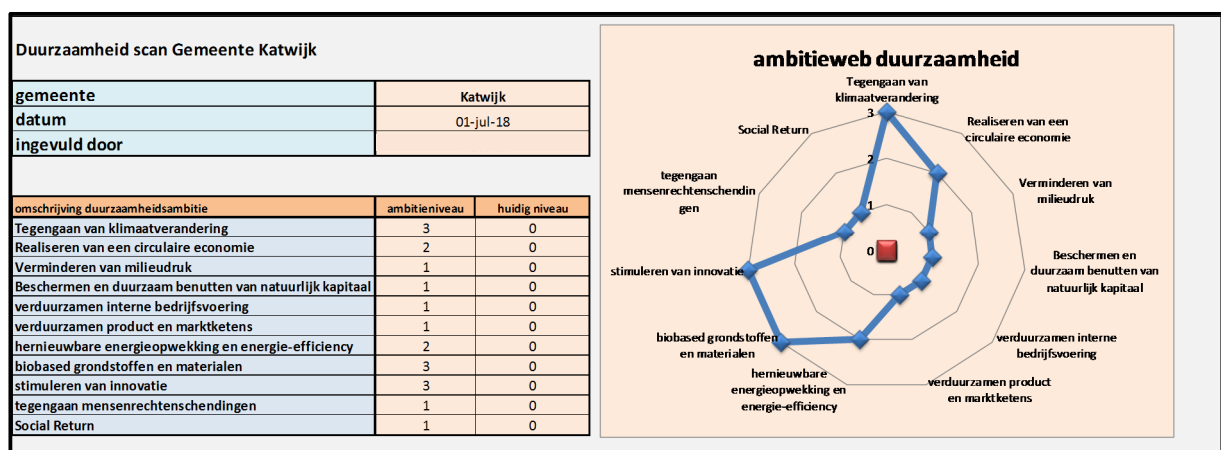 Duurzaamheid scan Gemeente Katwijk
gemeente Katwijk
datum 01-jul-18
ingevuld door
omschrijving duurzaamheidsambitie ambitieniveau huidig niveau
Tegengaan van klimaatverandering 3 0
Realiseren van een circulaire economie 2 0
Verminderen van milieudruk 1 0
Beschermen en duurzaam benutten van natuurlijk kapitaal 1 0
verduurzamen interne bedrijfsvoering 1 0
verduurzamen product en marktketens 1 0
hernieuwbare energieopwekking en energie-efficiency 2 0
biobased grondstoffen en materialen 3 0
stimuleren van innovatie 3 0
tegengaan mensenrechtenschendingen 1 0
Social Return 1 0
ambitieweb duurzaamheid
Tegengaan van
klimaatverandering
Realiseren van een
circulaire economie
Verminderen van
milieudruk
Beschermen en
duurzaam benutten van
natuurlijk kapitaal
verduurzamen interne
bedrijfsvoering
verduurzamen product
en marktketens
hernieuwbare
energieopwekking en
energie-efficiency
biobased grondstoffen
en materialen
stimuleren van innovatie
tegengaan
mensenrechtenschendin
gen
Social Return
3
2
1
0